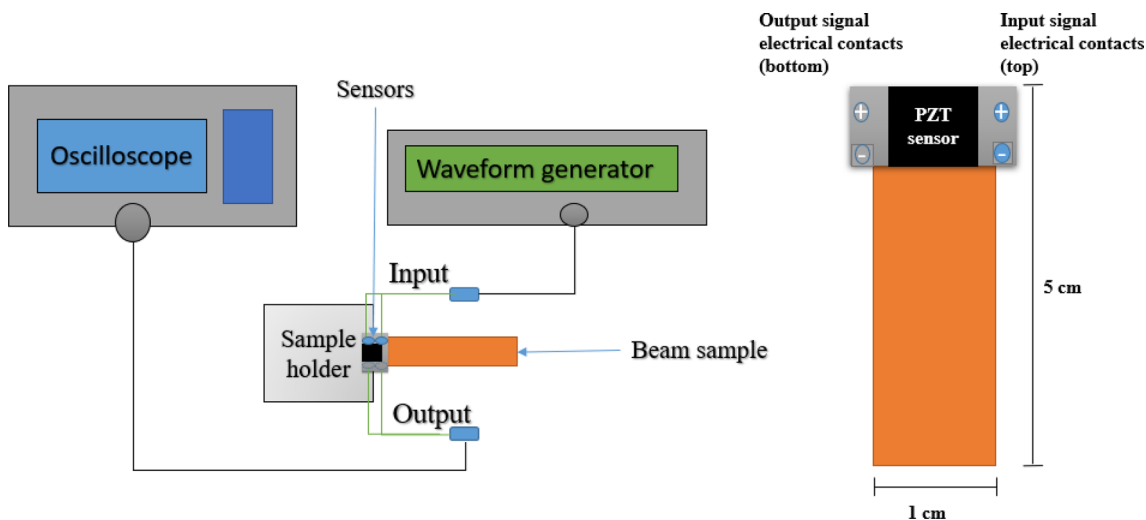 Sensors
Oscilloscope
Waveform generator
Input
Sample
holder
Beam sample
Output
Output signal
electrical contacts
(bottom)
Input signal
electrical contacts
(top)
+
PZT
sensor
+
-
-
5 cm
1 cm